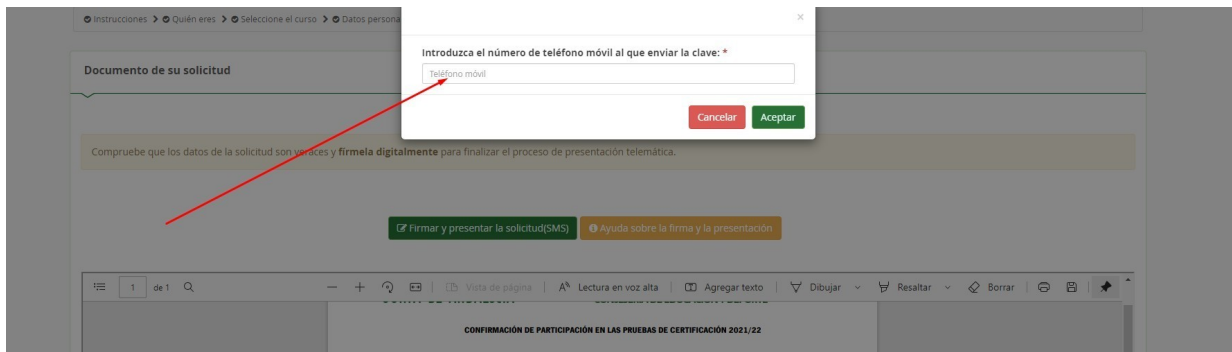 Instrucciones > Quién eres > Seleccione el curso > Datos persona
×
Introduzca el número de teléfono móvil al que enviar la clave: *
Teléfono móvil
Cancelar Aceptar
Documento de su solicitud
Compruebe que los datos de la solicitud son veraces y fírmela digitalmente para finalizar el proceso de presentación telemática.
Firmar y presentar la solicitud(SMS) Ayuda sobre la firma y la presentación
1 de 1 Vista de página Lectura en voz alta Agregar texto Dibujar Resaltar Borrar
CONFIRMACIÓN DE PARTICIPACIÓN EN LAS PRUEBAS DE CERTIFICACIÓN 2021/22